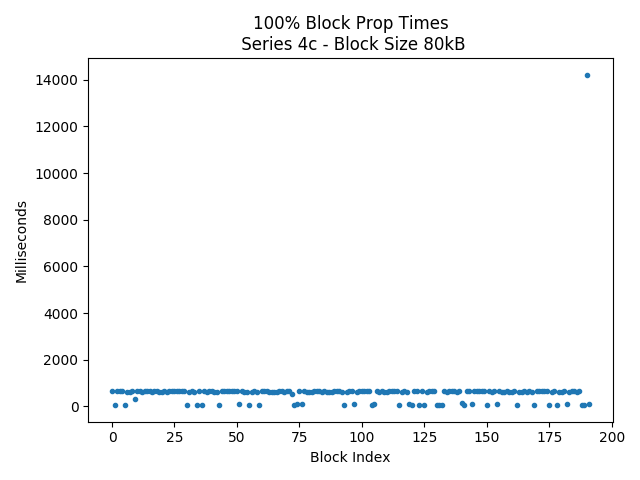 100% Block Prop Times
Series 4c - Block Size 80kB
14000
12000
10000
8000
6000
4000
2000
0
Milliseconds
0 25 50 75 100 125 150 175 200
Block Index